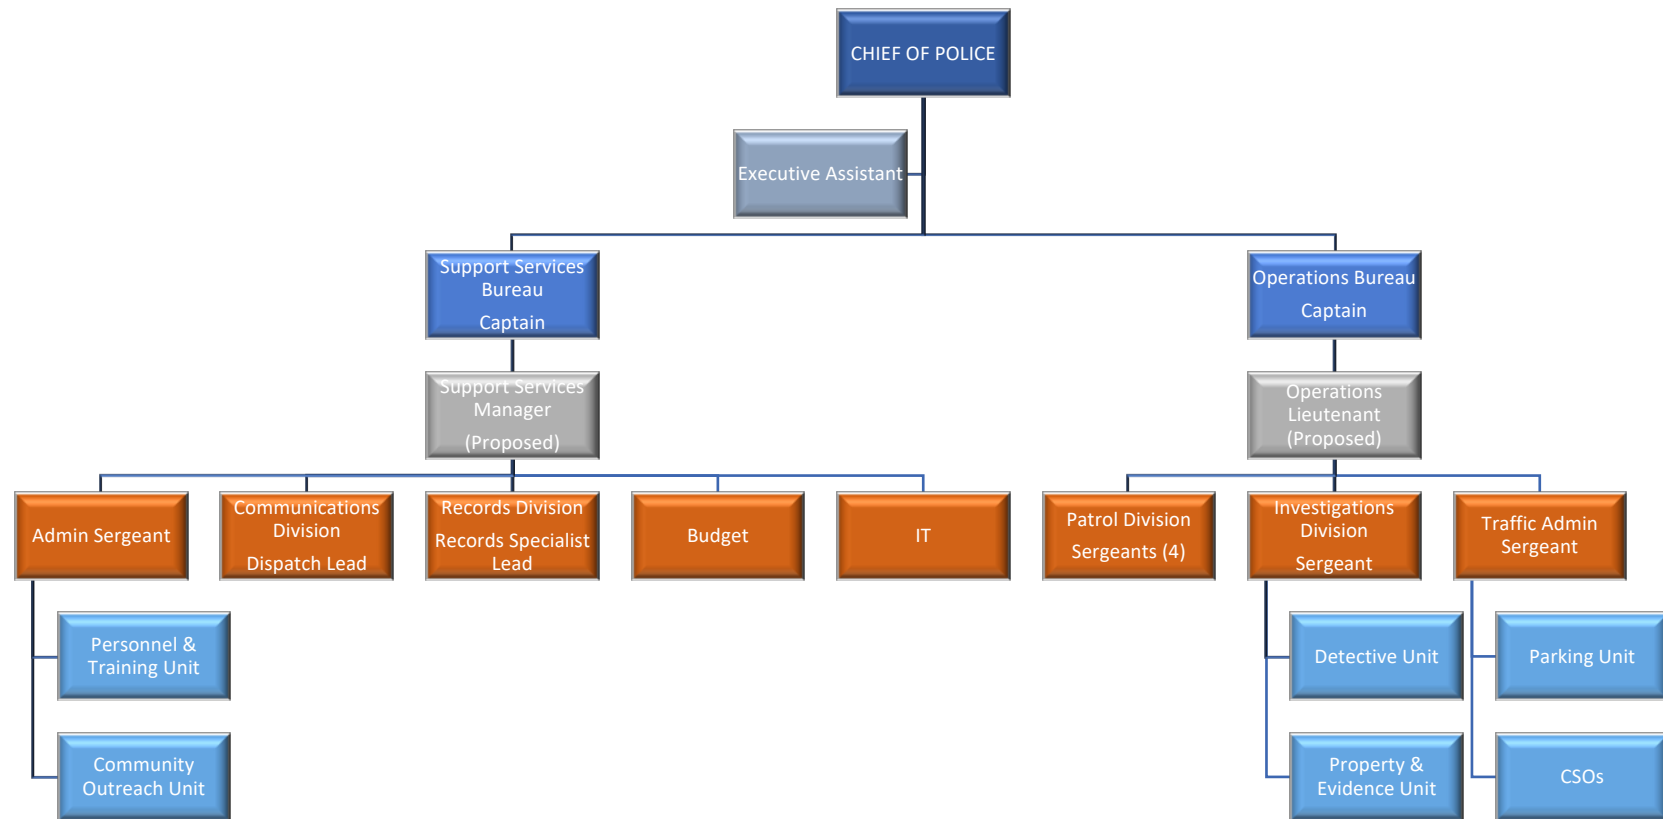 CHIEF OF POLICE
Executive Assistant
Support Services
Bureau
Captain
Operations Bureau
Captain
Support Services
Manager
(Proposed)
Operations
Lieutenant
(Proposed)
Admin Sergeant
Communications
Division
Dispatch Lead
Records Division
Records Specialist
Lead
Budget
IT
Patrol Division
Sergeants (4)
Investigations
Division
Sergeant
Traffic Admin
Sergeant
Personnel &
Training Unit
Detective Unit
Parking Unit
Community
Outreach Unit
Property &
Evidence Unit
CSOs